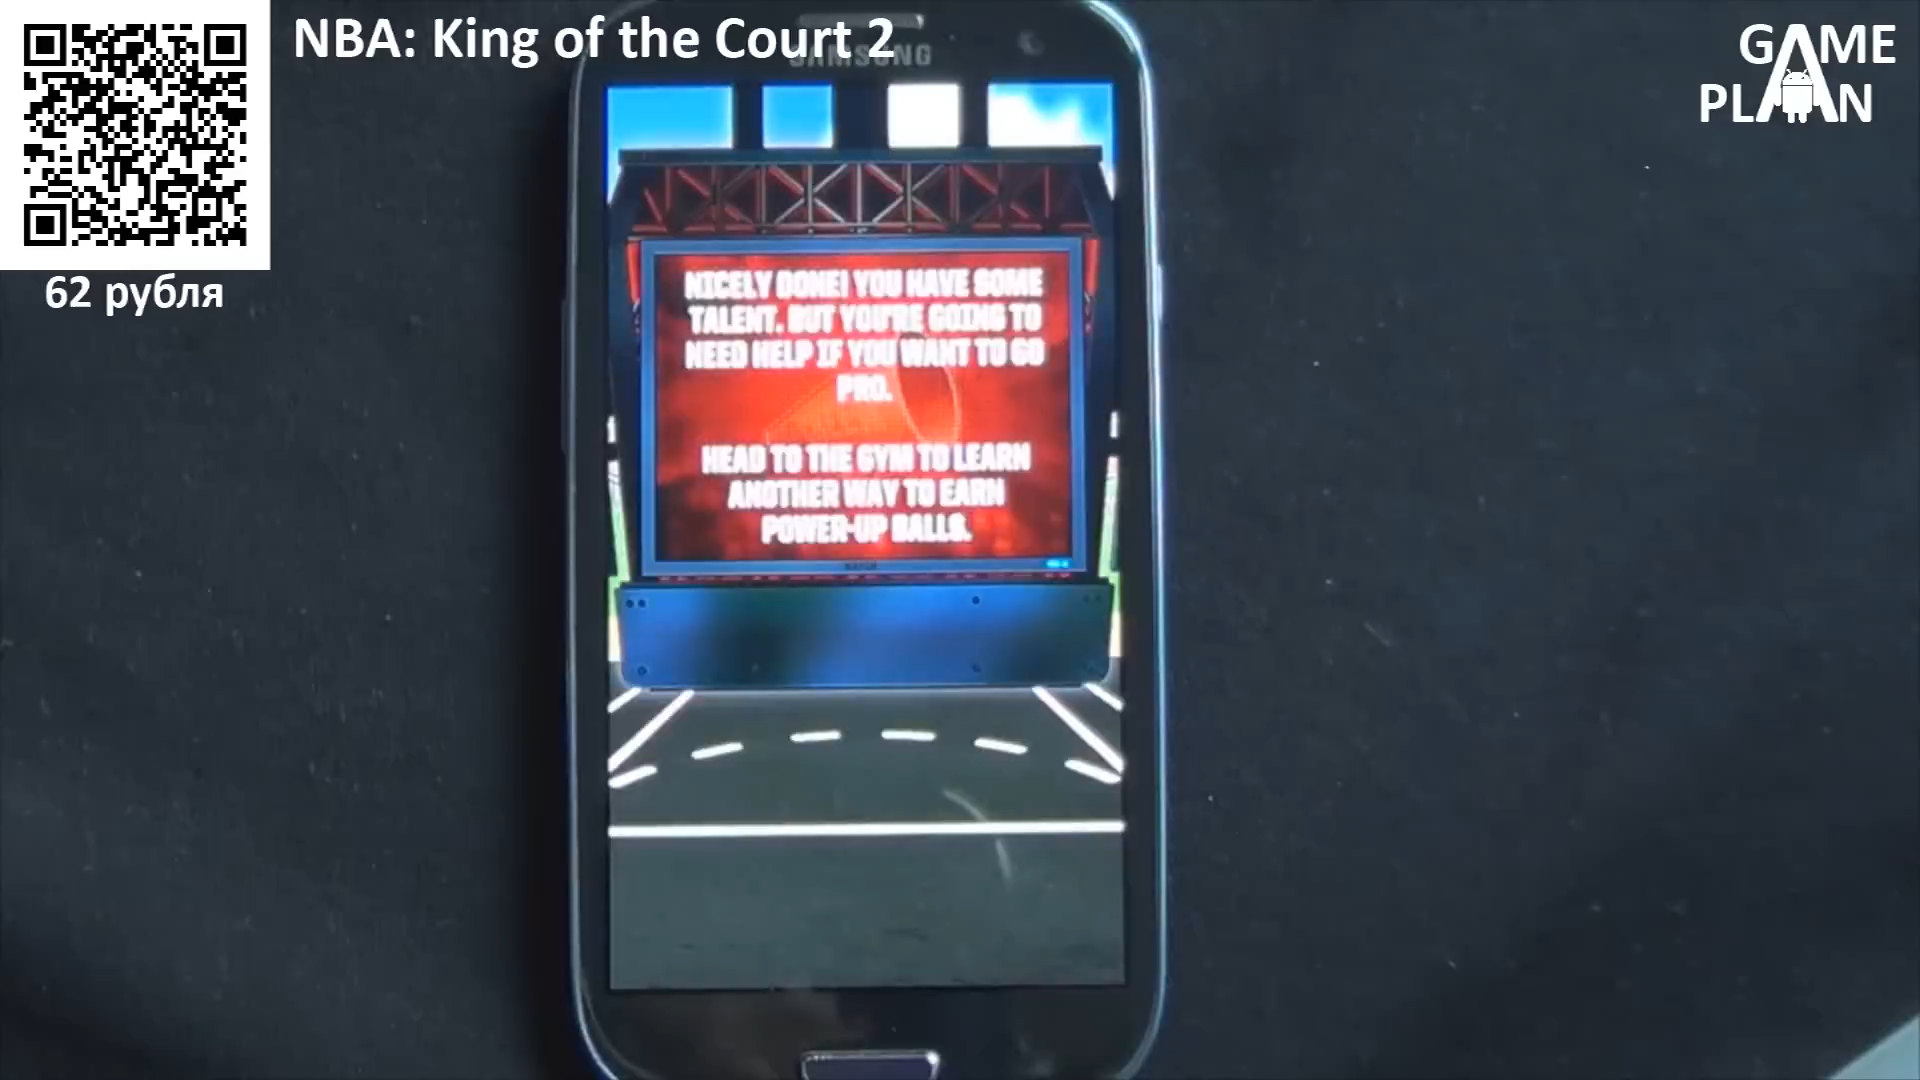 NBA: King of the Court 2
SAMSUNG
GAME
PLAN
62 рубля
NICELY DONE! YOU HAVE SOME
TALENT. BUT YOU'RE GOING TO
NEED HELP IF YOU WANT TO GO
PRO.
HEAD TO THE GYM TO LEARN
ANOTHER WAY TO EARN
POWER-UP BALLS.